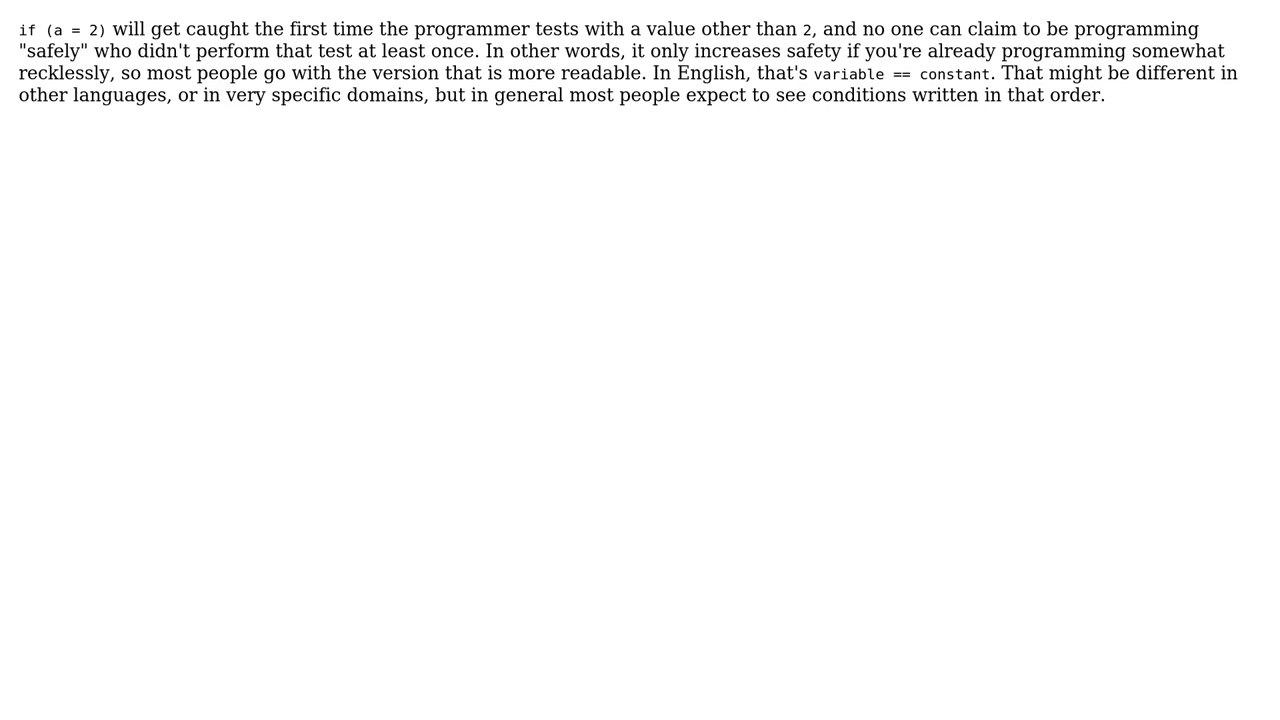 if (a = 2) will get caught the first time the programmer tests with a value other than 2, and no one can claim to be programming
"safely" who didn't perform that test at least once. In other words, it only increases safety if you're already programming somewhat
recklessly, so most people go with the version that is more readable. In English, that's variable == constant. That might be different in
other languages, or in very specific domains, but in general most people expect to see conditions written in that order.